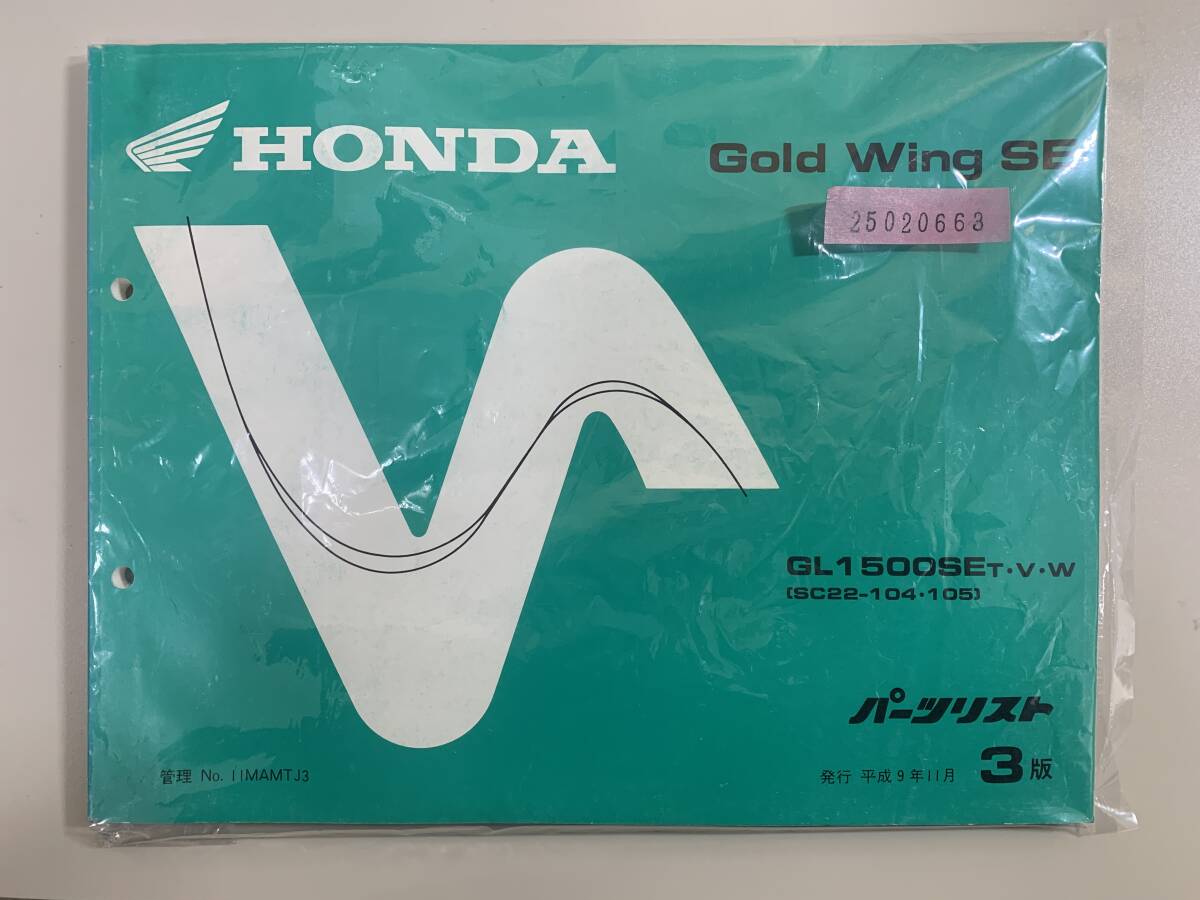 HONDA
Gold Wing SE
25020663
GL1500SET・V・W
(SC22-104・105)
パーツリスト
管理 No. 11MAMTJ3
発行 平成9年11月 3版